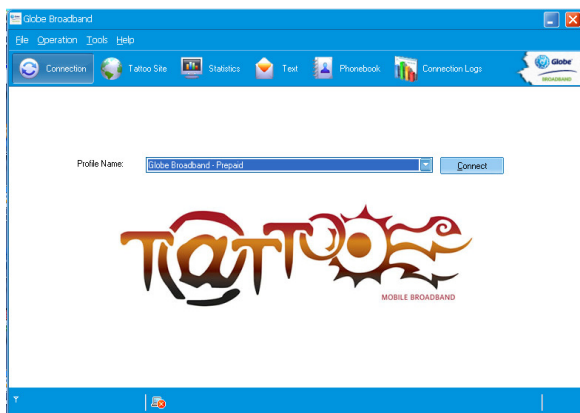 Globe Broadband
File Operation Tools Help
Connection Tattoo Site Statistics Text Phonebook Connection Logs Globe
BROADBAND
Profile Name: Globe Broadband - Prepaid Connect
T@TTOO
MOBILE BROADBAND